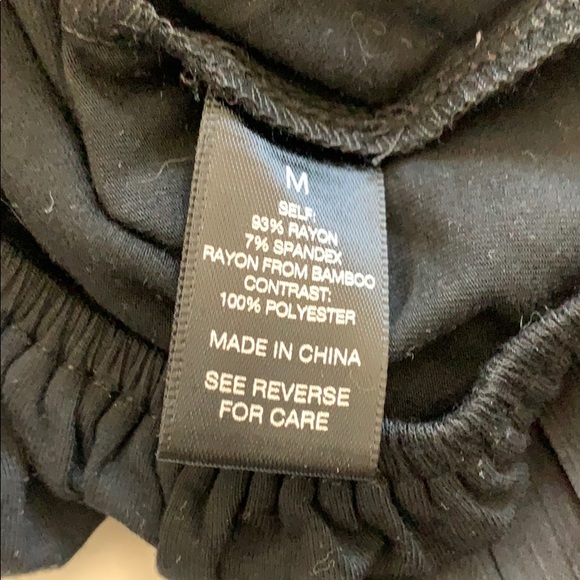 M
SELF:
93% RAYON
7% SPANDEX
RAYON FROM BAMBOO
CONTRAST:
100% POLYESTER
MADE IN CHINA
SEE REVERSE
FOR CARE